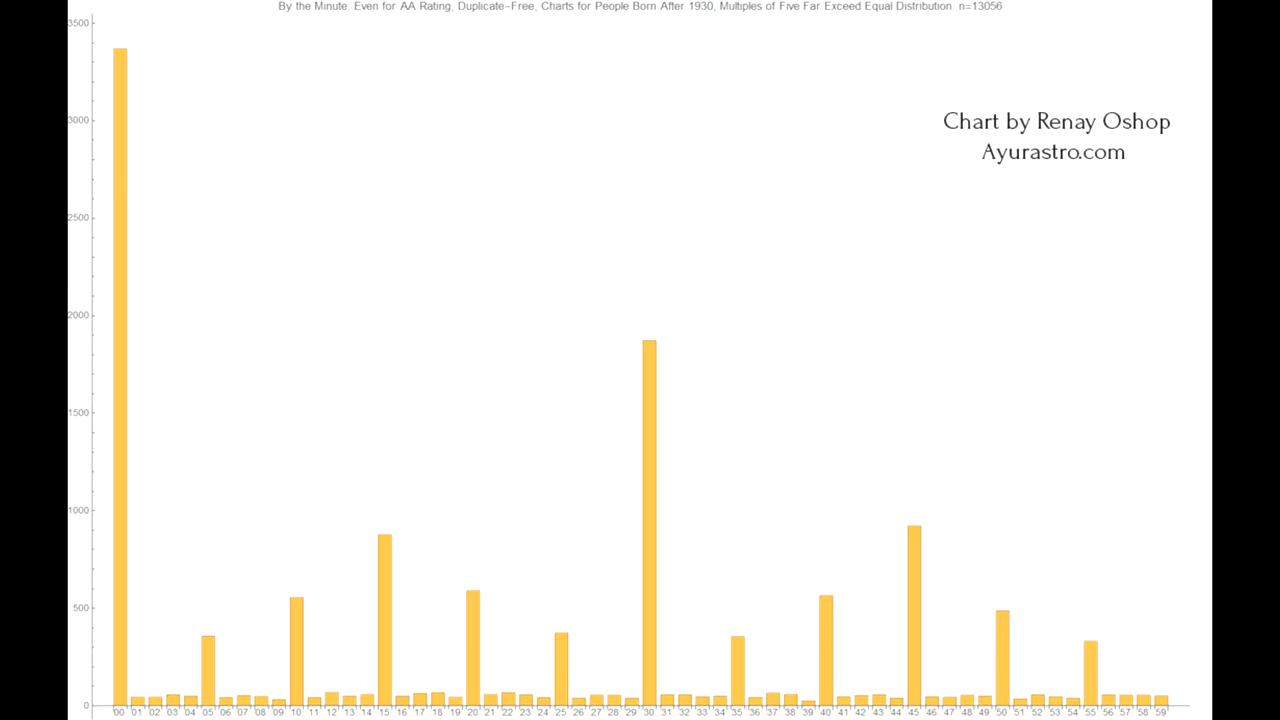 By the Minute. Even for AA Rating, Duplicate-Free, Charts for People Born After 1930, Multiples of Five Far Exceed Equal Distribution. n=13056
3500
Chart by Renay Oshop
3000
Ayurastro.com
2500
2000
1500
1000
500
0
00 01 02 03 04 05 06 07 08 09 10 11 12 13 14 15 16 17 18 19 20 21 22 23 24 25 26 27 28 29 30 31 32 33 34 35 36 37 38 39 40 41 42 43 44 45 46 47 48 49 50 51 52 53 54 55 56 57 58 59